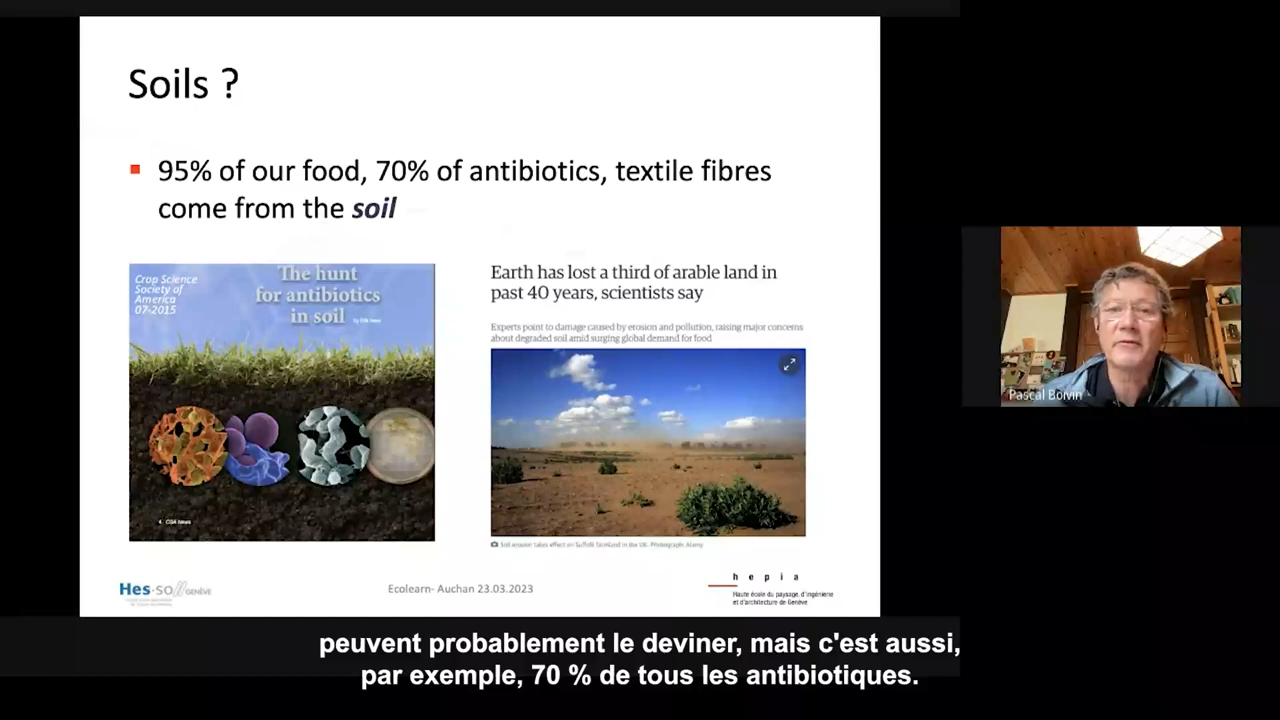 Soils ?
95% of our food, 70% of antibiotics, textile fibres
come from the soil
Crop Science
Society of
America
07-2015
The hunt
for antibiotics
in soil
4 CSA News
Earth has lost a third of arable land in
past 40 years, scientists say
Experts point to damage caused by erosion and pollution, raising major concerns
about degraded soil amid surging global demand for food
Soil erosion takes effect on Suffolk farmland in the UK. Photograph: Alamy
Hes·so//GENÈVE
Ecolearn- Auchan 23.03.2023
h e p i a
Haute école du paysage, d'ingénierie
et d'architecture de Genève
Pascal Boivin
peuvent probablement le deviner, mais c'est aussi,
par exemple, 70 % de tous les antibiotiques.